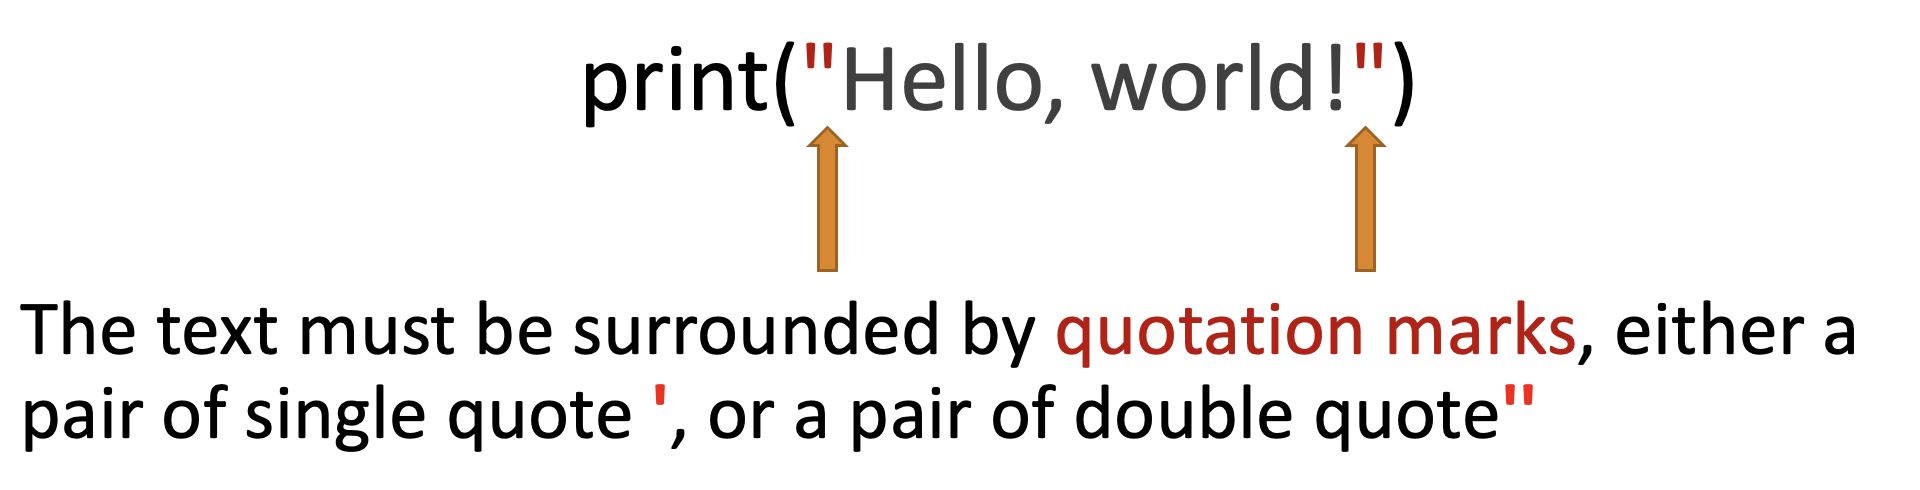 print("Hello, world!")
The text must be surrounded by quotation marks, either a
pair of single quote ', or a pair of double quote"